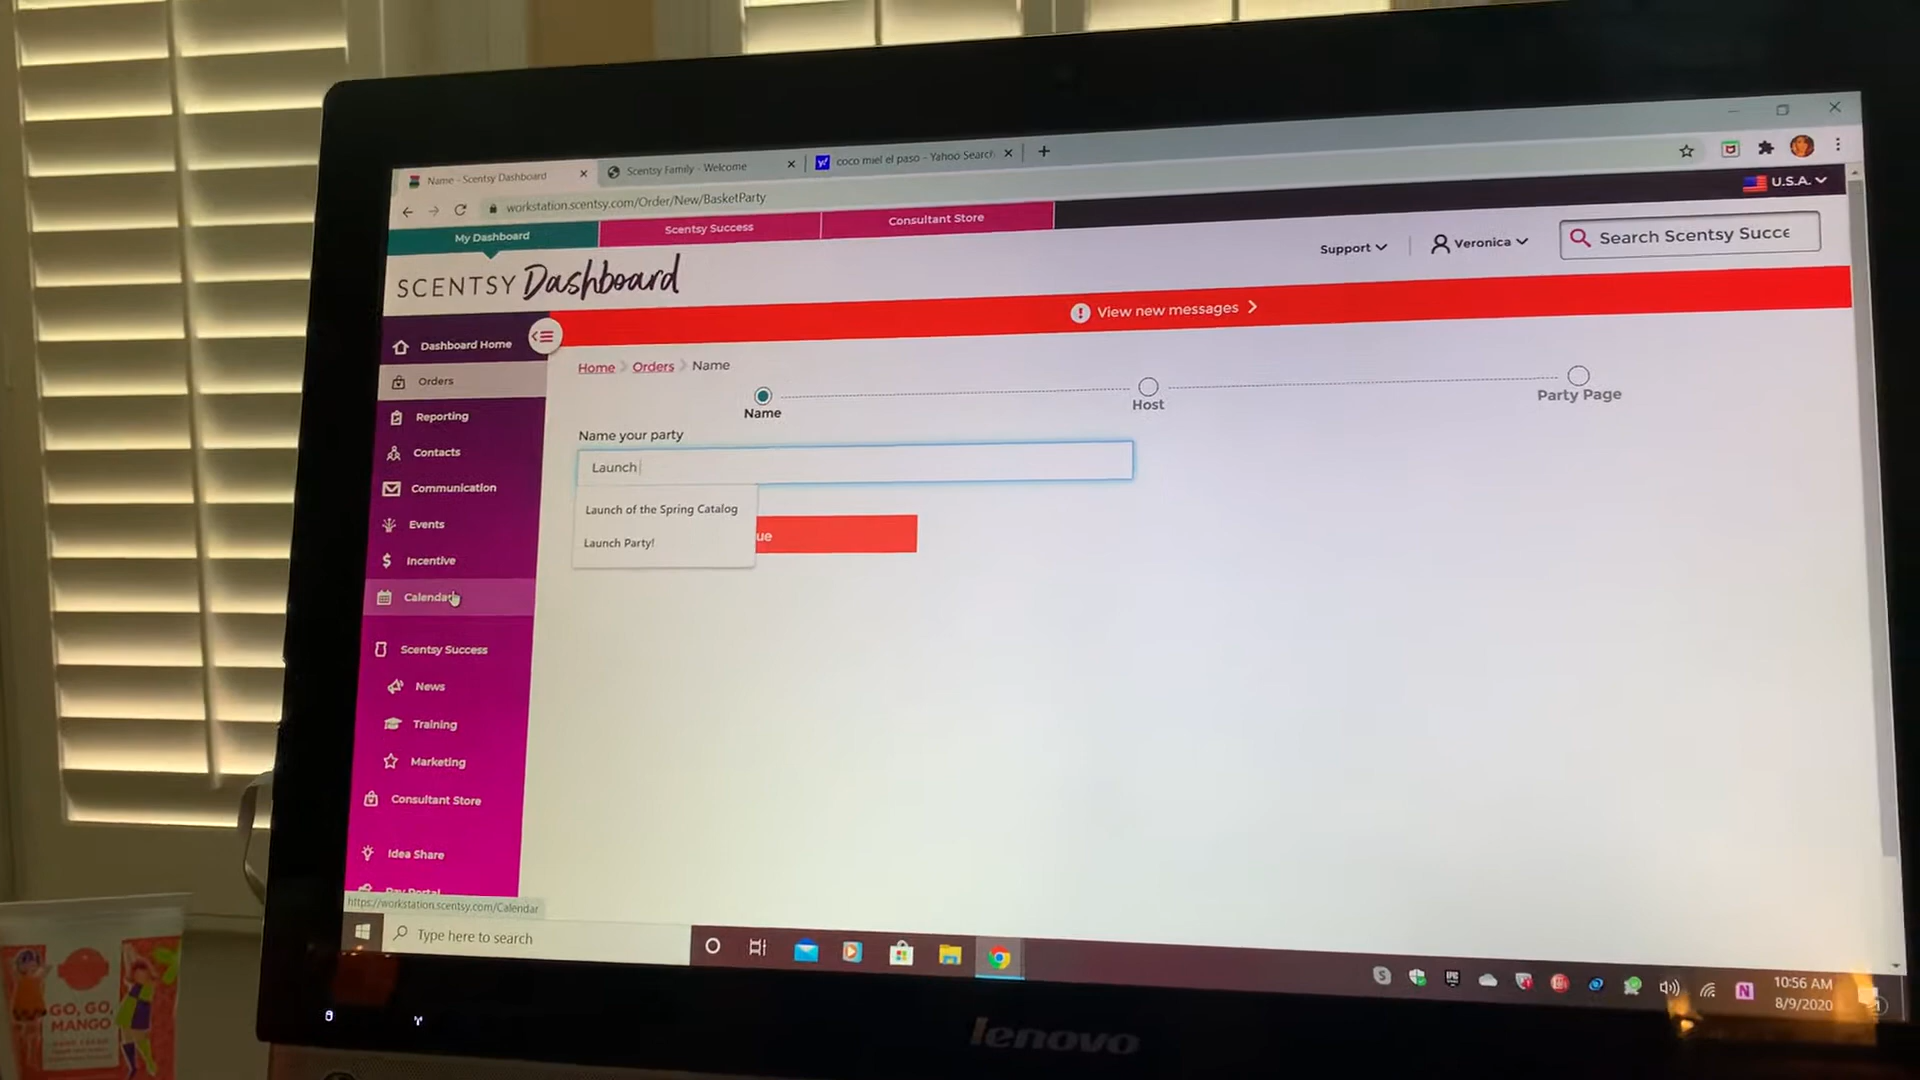 Name - Scentsy Dashboard
Scentsy Family - Welcome
coco miel el paso - Yahoo Search
workstation.scentsy.com/Order/New/BasketParty
U.S.A.
My Dashboard
Scentsy Success
Consultant Store
SCENTSY Dashboard
Support
Veronica
Search Scentsy Succe
View new messages
Dashboard Home
Orders
Reporting
Contacts
Communication
Events
Incentive
Calendar
Scentsy Success
News
Training
Marketing
Consultant Store
Idea Share
Pay Portal
Home
Orders
Name
Name
Host
Party Page
Name your party
Launch
Launch of the Spring Catalog
Launch Party!
ue
https://workstation.scentsy.com/Calendar
Type here to search
10:56 AM
8/9/2020
lenovo
GO, GO,
MANGO